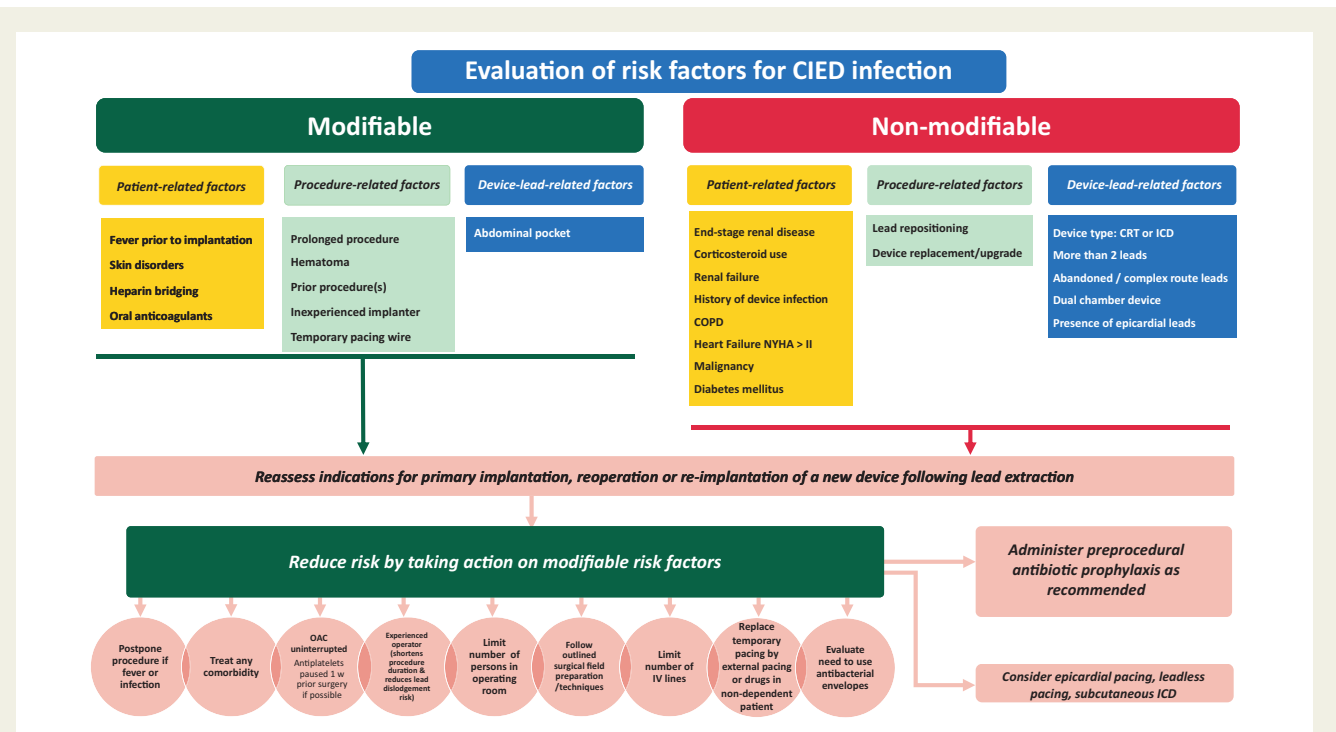 Evaluation of risk factors for CIED infection
Modifiable
Patient-related factors
Fever prior to implantation
Skin disorders
Heparin bridging
Oral anticoagulants
Procedure-related factors
Prolonged procedure
Hematoma
Prior procedure(s)
Inexperienced implanter
Temporary pacing wire
Device-lead-related factors
Abdominal pocket
Non-modifiable
Patient-related factors
End-stage renal disease
Corticosteroid use
Renal failure
History of device infection
COPD
Heart Failure NYHA > II
Malignancy
Diabetes mellitus
Procedure-related factors
Lead repositioning
Device replacement/upgrade
Device-lead-related factors
Device type: CRT or ICD
More than 2 leads
Abandoned / complex route leads
Dual chamber device
Presence of epicardial leads
Reassess indications for primary implantation, reoperation or re-implantation of a new device following lead extraction
Reduce risk by taking action on modifiable risk factors
Postpone
procedure if
fever or
infection
Treat any
comorbidity
OAC
uninterrupted
Antiplatelets
paused 1 w
prior surgery
if possible
Experienced
operator
(shortens
procedure
duration &
reduces lead
dislodgement
risk)
Limit
number of
persons in
operating
room
Follow
outlined
surgical field
preparation
/techniques
Limit
number of
IV lines
Replace
temporary
pacing by
external pacing
or drugs in
non-dependent
patient
Evaluate
need to use
antibacterial
envelopes
Administer preprocedural
antibiotic prophylaxis as
recommended
Consider epicardial pacing, leadless
pacing, subcutaneous ICD